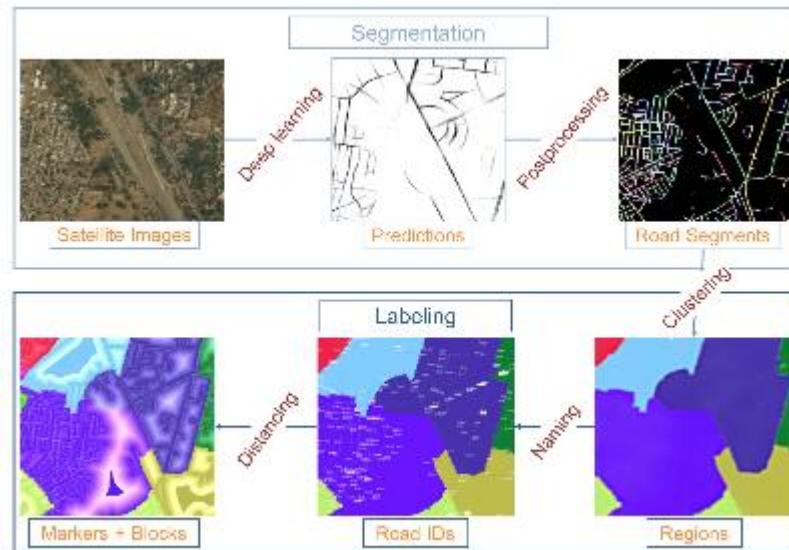 Segmentation
Deep learning
Postprocessing
Satellite Images
Predictions
Road Segments
Clustering
Labeling
Distancing
Naming
Markers + Blocks
Road IDs
Regions